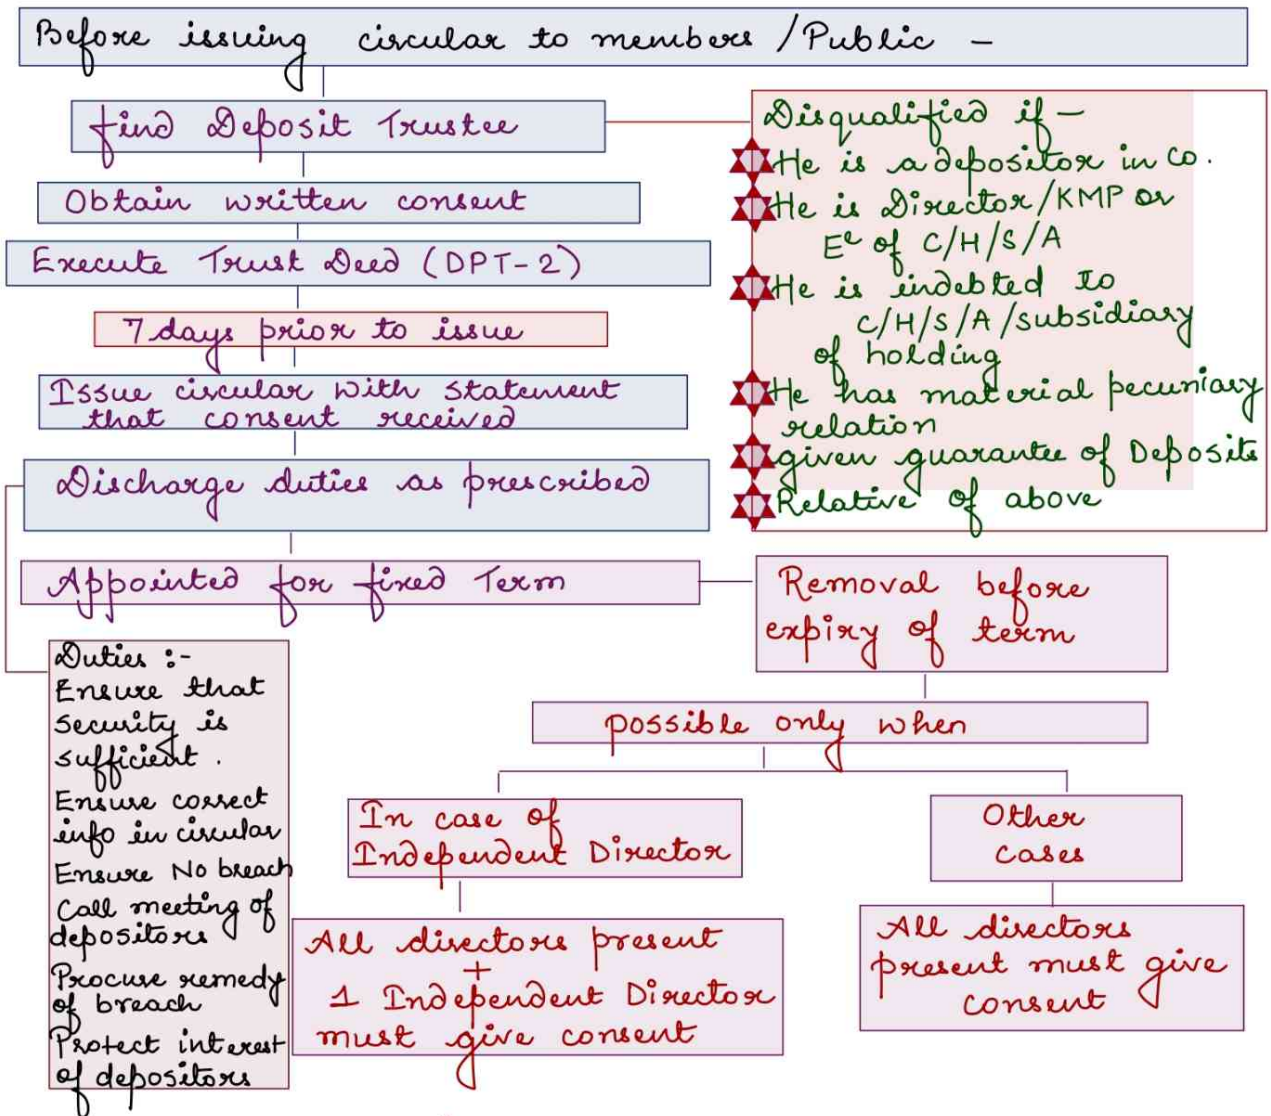 Before issuing circular to members /Public -
find Deposit Trustee
Obtain written consent
Execute Trust Deed (DPT-2)
7 days prior to issue
Issue circular with statement
that consent received
Discharge duties as prescribed
Appointed for fixed Term
Disqualified if -
He is a depositor in co.
He is Director/KMP or
Eᵉ of C/H/S/A
He is indebted to
C/H/S/A/subsidiary
of holding
He has material pecuniary
relation
given guarantee of Deposits
Relative of above
Removal before
expiry of term
possible only when
In case of
Independent Director
All directors present
+
1 Independent Director
must give consent
Other
cases
All directors
present must give
consent
Duties :-
Ensure that
security is
sufficient .
Ensure correct
info in circular
Ensure No breach
Call meeting of
depositors
Procure remedy
of breach
Protect interest
of depositors